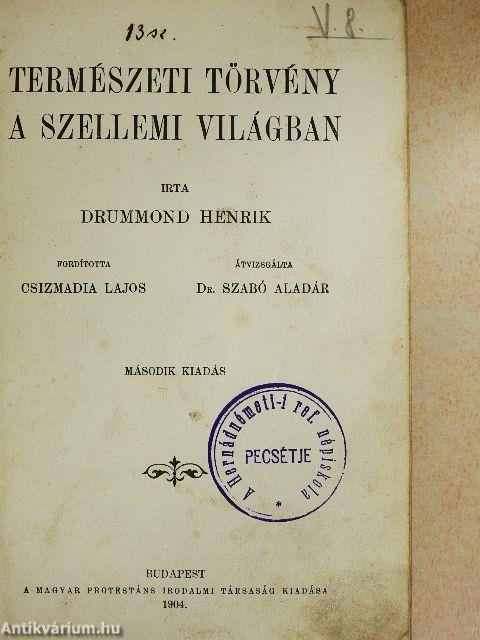 13 sz.
V. 8.
TERMÉSZETI TÖRVÉNY
A SZELLEMI VILÁGBAN
IRTA
DRUMMOND HENRIK
FORDÍTOTTA
CSIZMADIA LAJOS
ÁTVIZSGÁLTA
DR. SZABÓ ALADÁR
MÁSODIK KIADÁS
A Hernádnémeti-i ref. népiskola
PECSÉTJE
*
BUDAPEST
A MAGYAR PROTESTÁNS IRODALMI TÁRSASÁG KIADÁSA
1904.
Antikvárium.hu